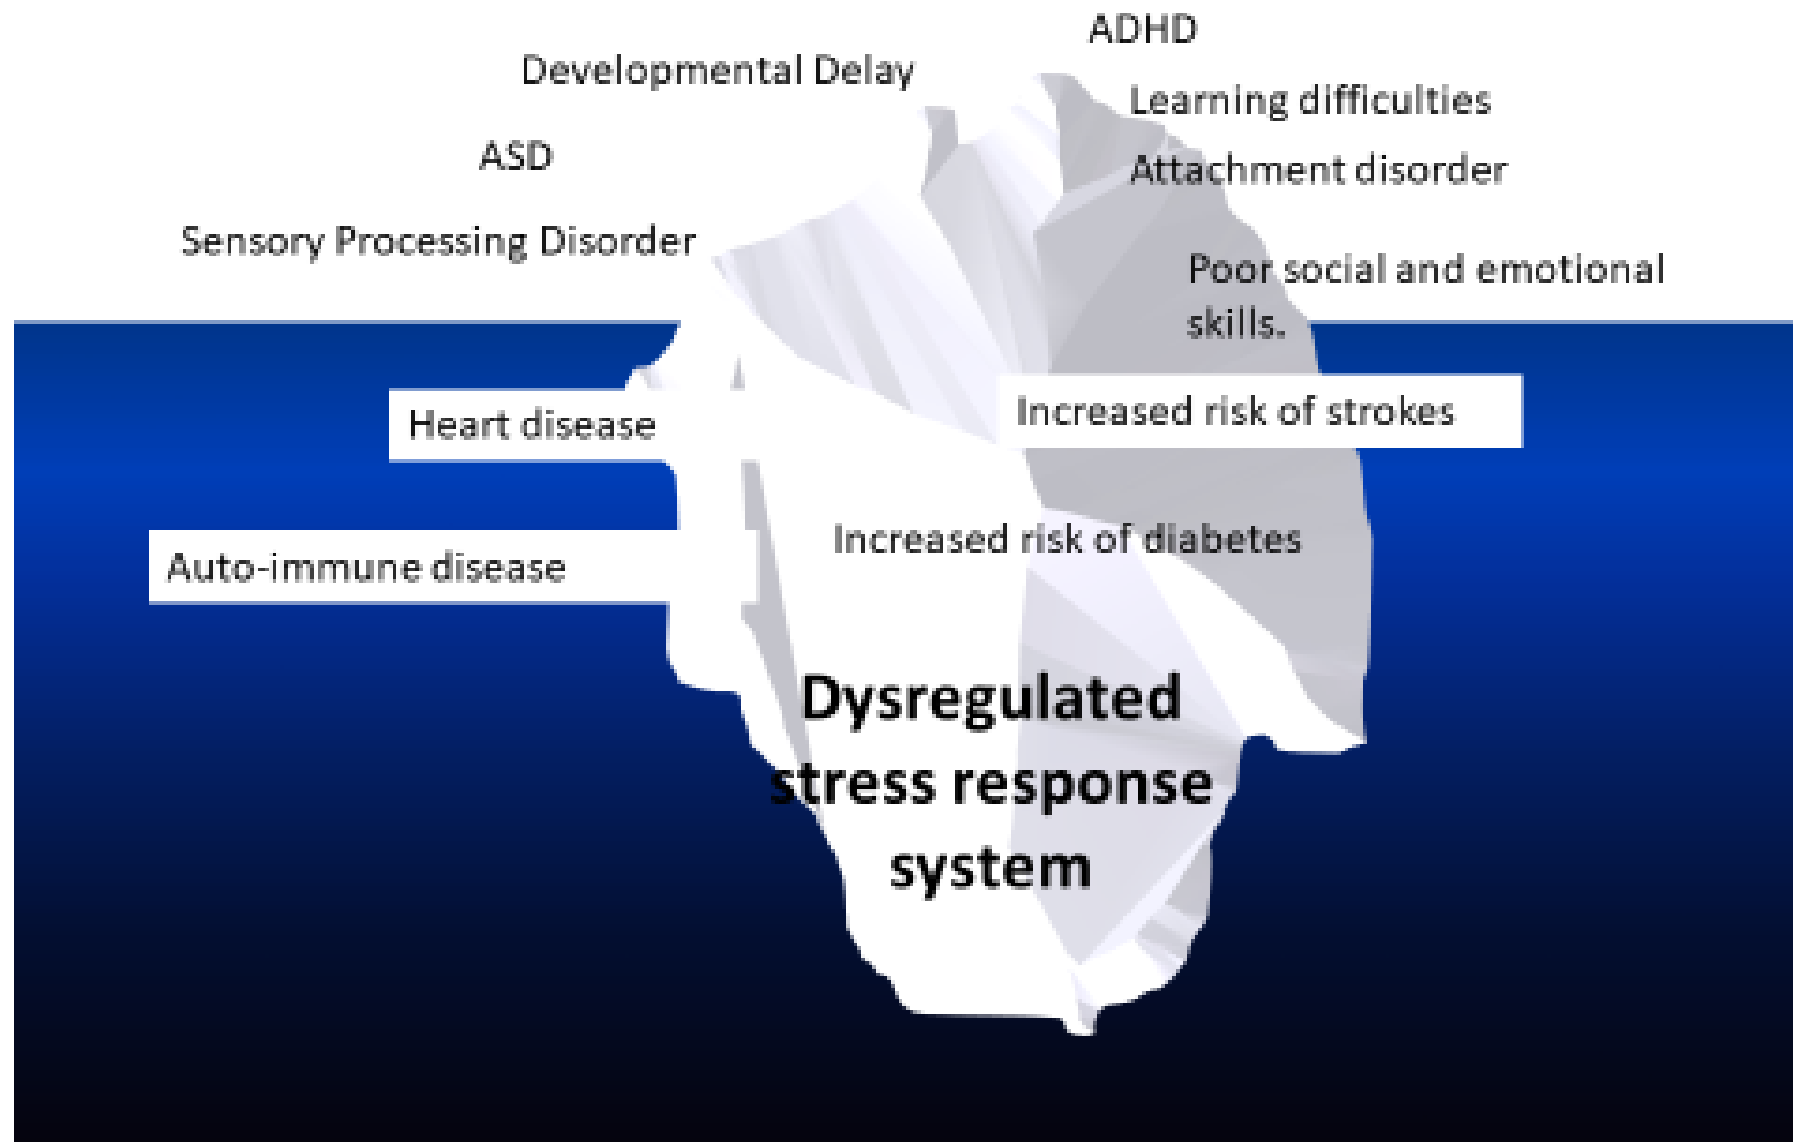 ADHD
Developmental Delay
Learning difficulties
ASD
Attachment disorder
Sensory Processing Disorder
Poor social and emotional
skills.
Heart disease
Increased risk of strokes
Increased risk of diabetes
Auto-immune disease
Dysregulated
stress response
system